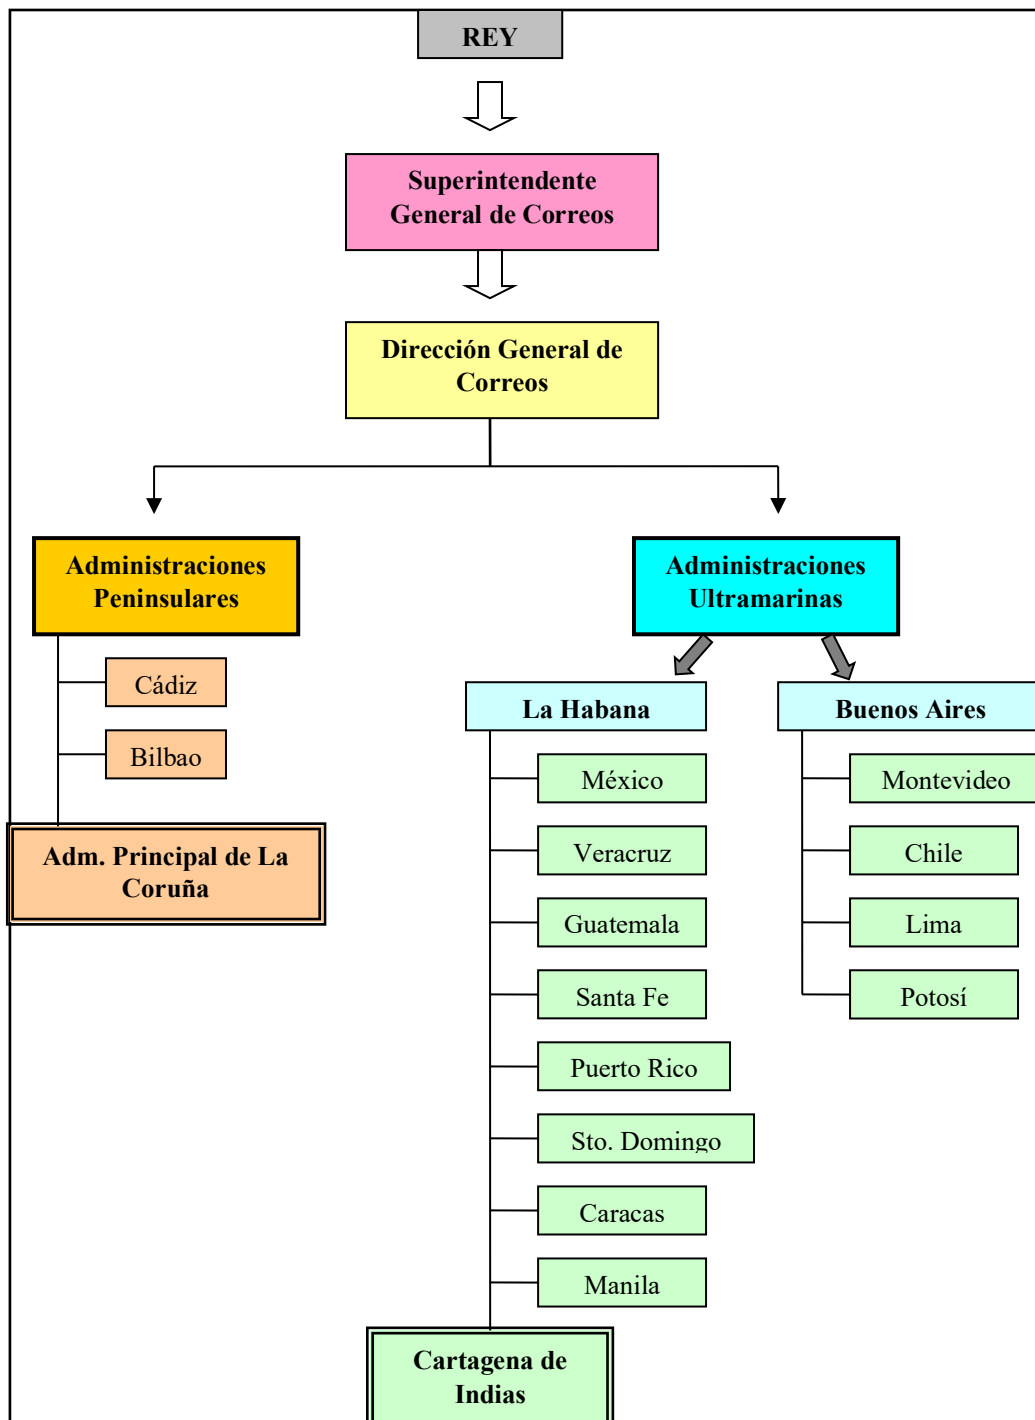 REY
Superintendente
General de Correos
Dirección General de
Correos
Administraciones
Peninsulares
Cádiz
Bilbao
Adm. Principal de La
Coruña
Administraciones
Ultramarinas
La Habana
México
Veracruz
Guatemala
Santa Fe
Puerto Rico
Sto. Domingo
Caracas
Manila
Cartagena de
Indias
Buenos Aires
Montevideo
Chile
Lima
Potosí